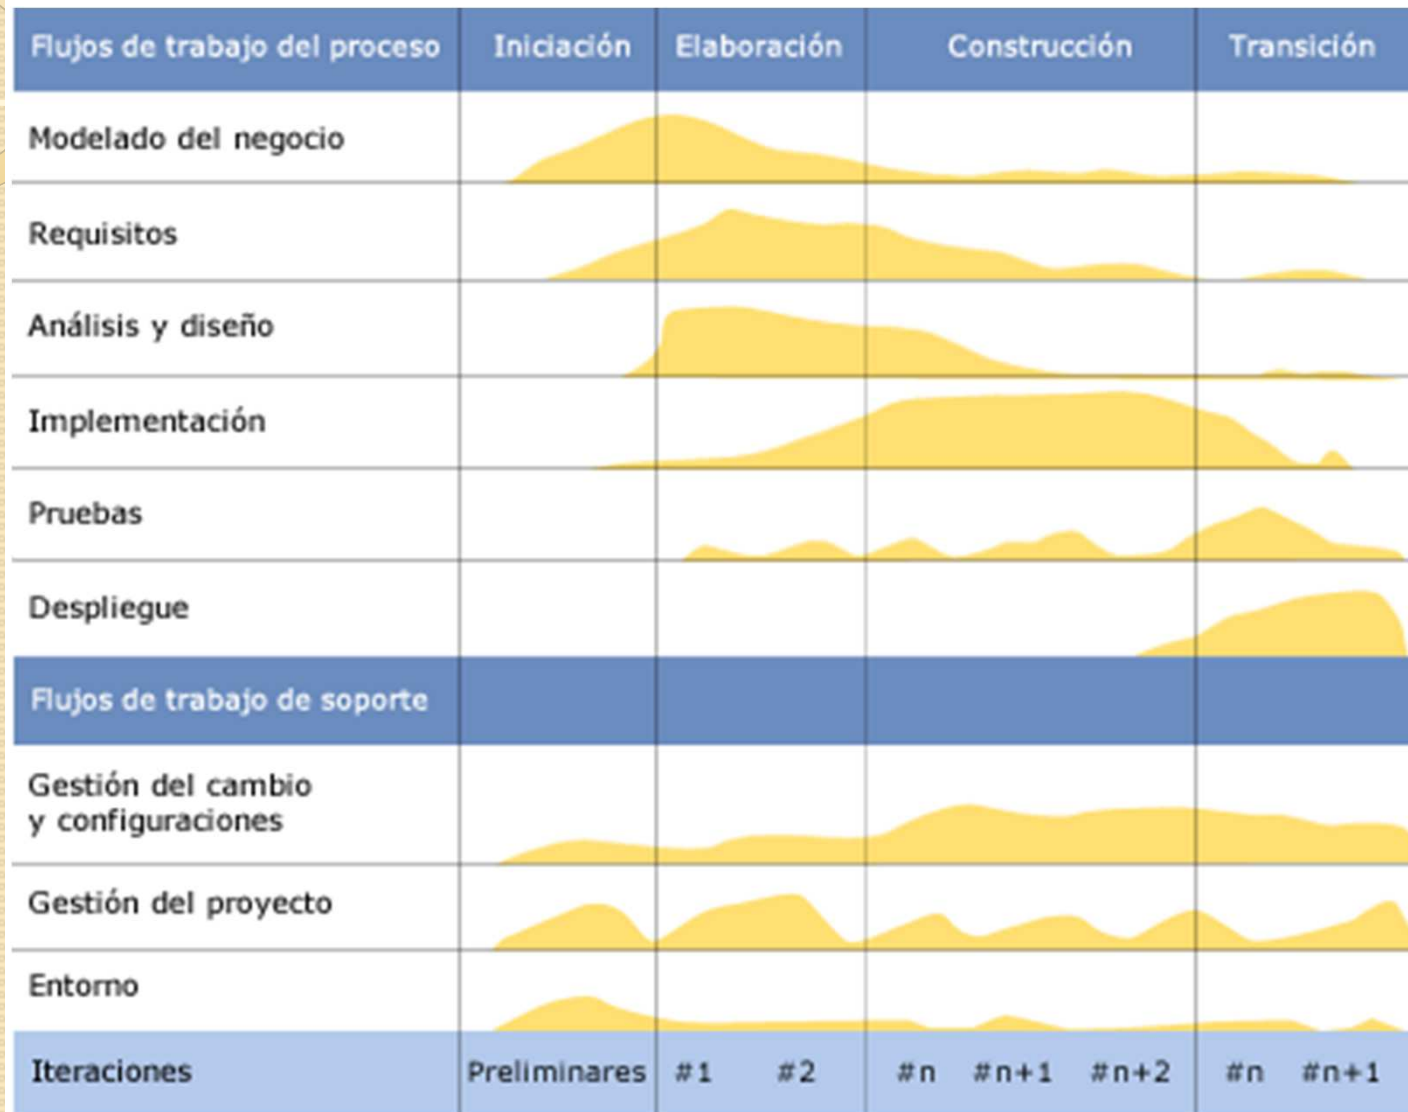 Flujos de trabajo del proceso Iniciación Elaboración Construcción Transición
Modelado del negocio
Requisitos
Análisis y diseño
Implementación
Pruebas
Despliegue
Flujos de trabajo de soporte
Gestión del cambio
y configuraciones
Gestión del proyecto
Entorno
Iteraciones Preliminares #1 #2 #n #n+1 #n+2 #n #n+1